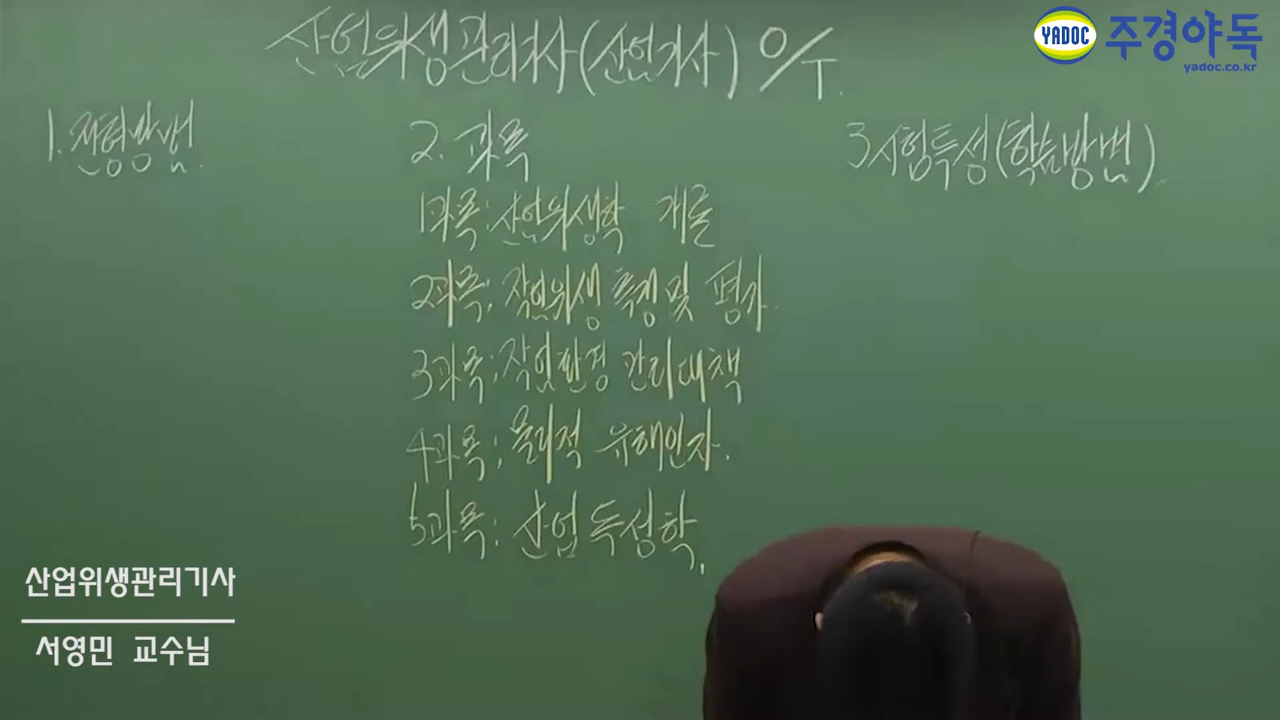 산업위생관리기사(산업기사) O/T.
YADOC 주경야독
yadoc.co.kr
1. 전형방법.
2. 과목
1과목; 산업위생학 개론
2과목; 작업위생 측정 및 평가.
3과목; 작업환경 관리대책
4과목; 물리적 유해인자.
5과목: 산업 독성학.
3 시험특성(학습방법).
산업위생관리기사
서영민 교수님